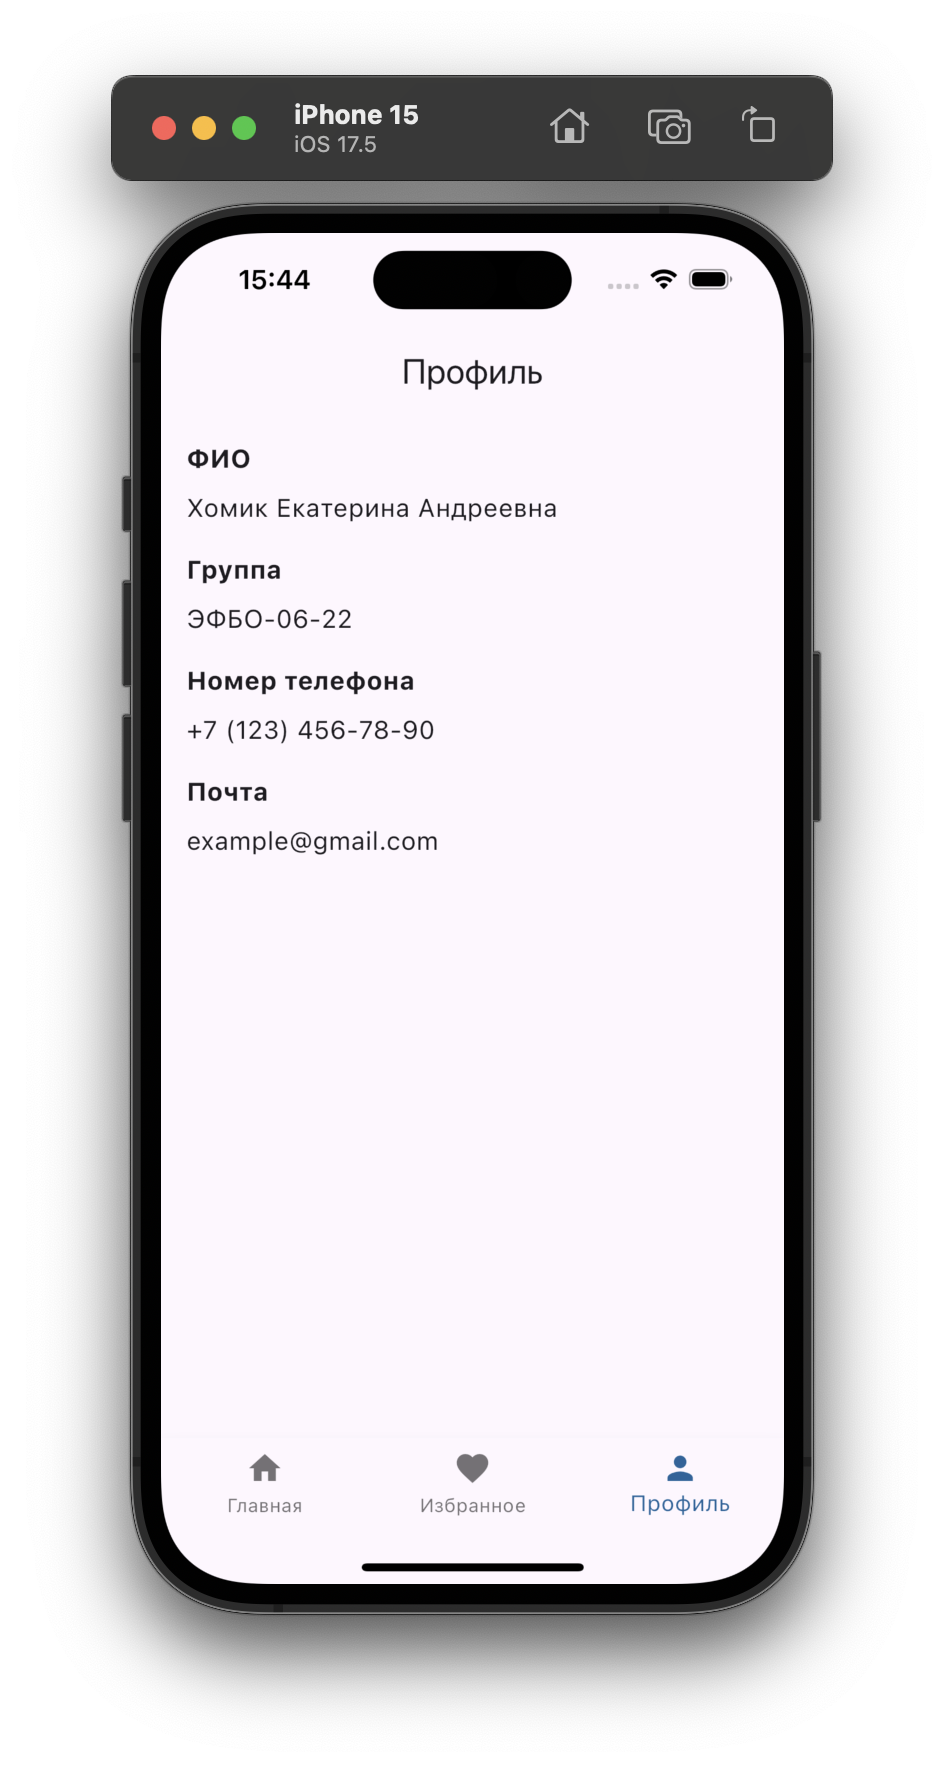 iPhone 15
iOS 17.5
15:44
Профиль
ФИО
Хомик Екатерина Андреевна
Группа
ЭФБО-06-22
Номер телефона
+7 (123) 456-78-90
Почта
example@gmail.com
Главная Избранное Профиль